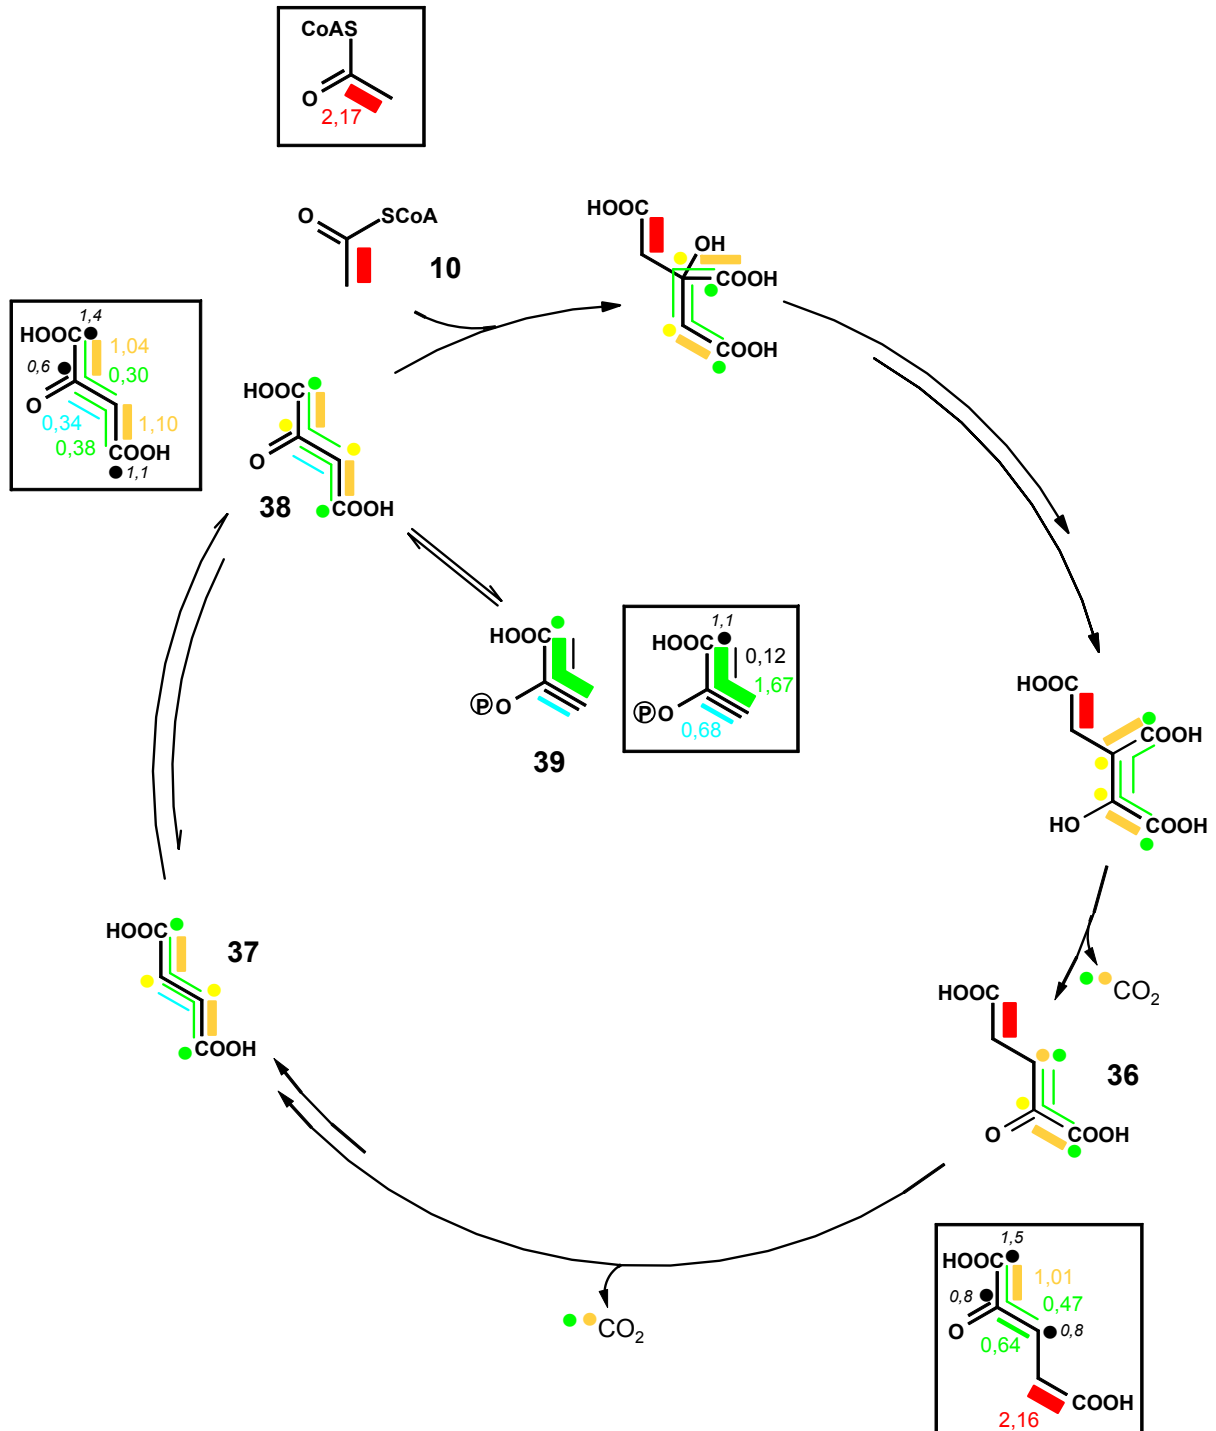 CoAS
O
2,17
O
SCoA
10
HOOC
OH
COOH
COOH
1,4
HOOC
1,04
0,6
0,30
O
0,34
1,10
0,38
COOH
1,1
HOOC
O
38
COOH
HOOC
P O
39
1,1
HOOC
0,12
1,67
P O
0,68
HOOC
COOH
HO
COOH
CO2
HOOC
36
O
COOH
HOOC
37
COOH
CO2
1,5
HOOC
1,01
0,8
0,47
O
0,8
0,64
COOH
2,16